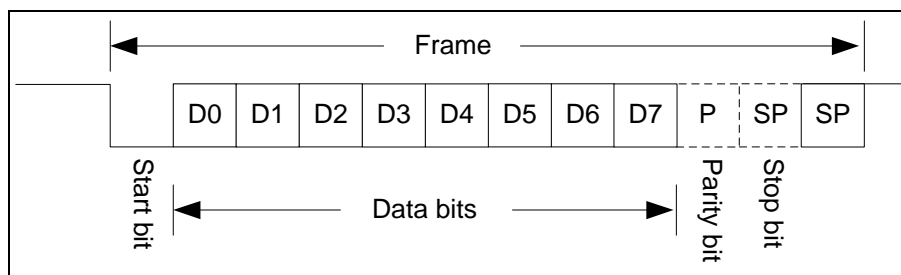 Frame
D0 D1 D2 D3 D4 D5 D6 D7 P SP SP
Start bit
Data bits
Parity bit
Stop bit